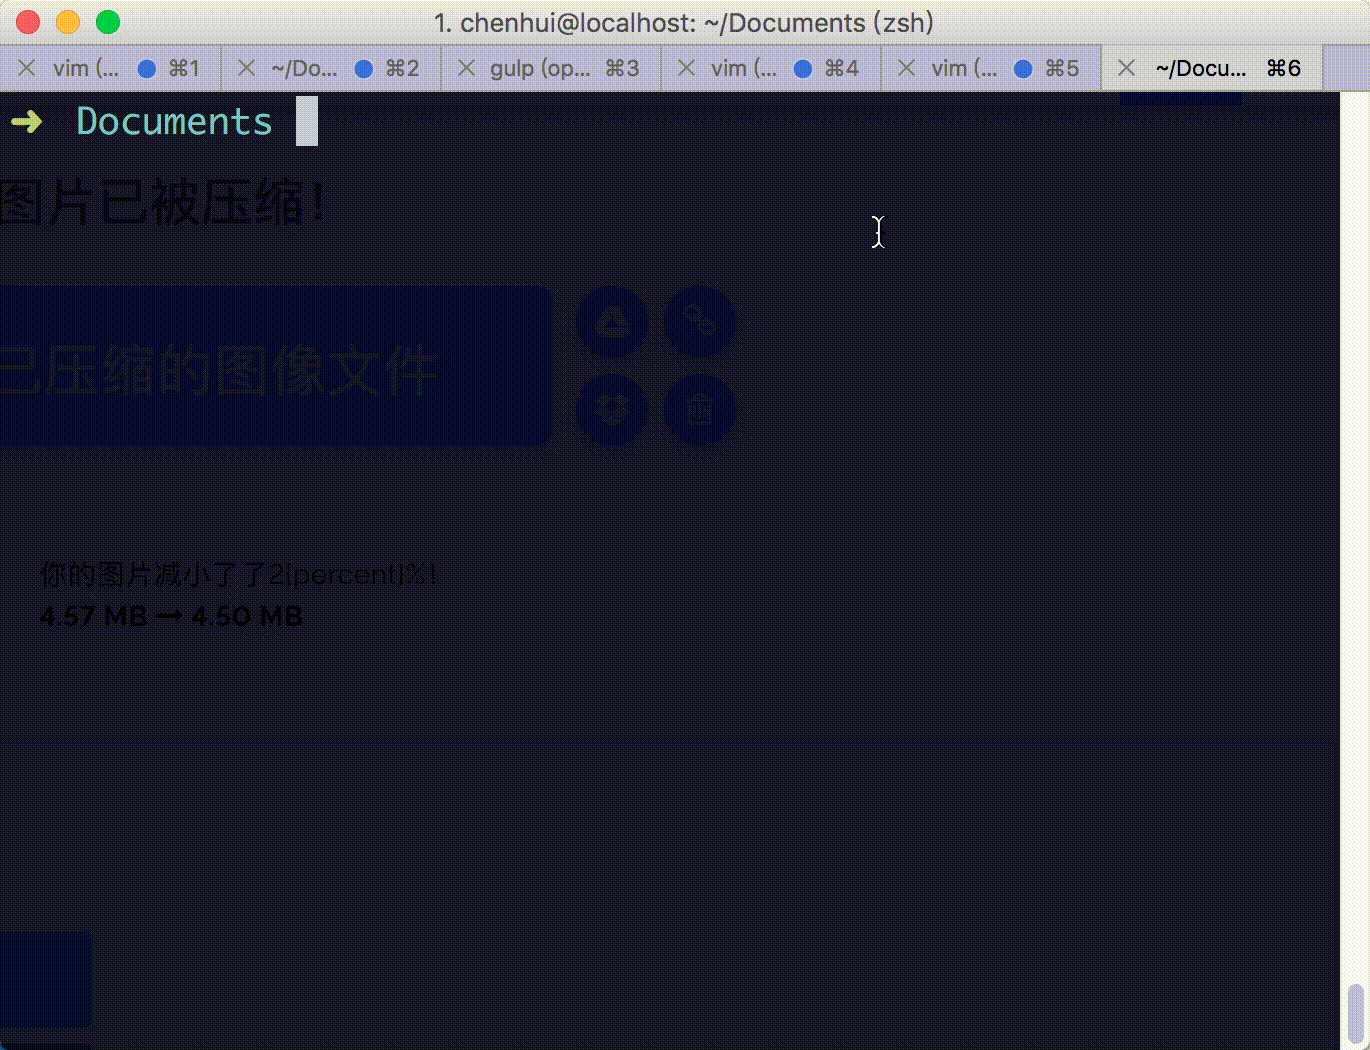 1. chenhui@localhost: ~/Documents (zsh)
vim (... ⌘1 ~/Do... ⌘2 gulp (op... ⌘3 vim (... ⌘4 vim (... ⌘5 ~/Docu... ⌘6
➜ Documents
图片已被压缩！
已压缩的图像文件
你的图片减小了了2{percent}%！
4.57 MB → 4.50 MB